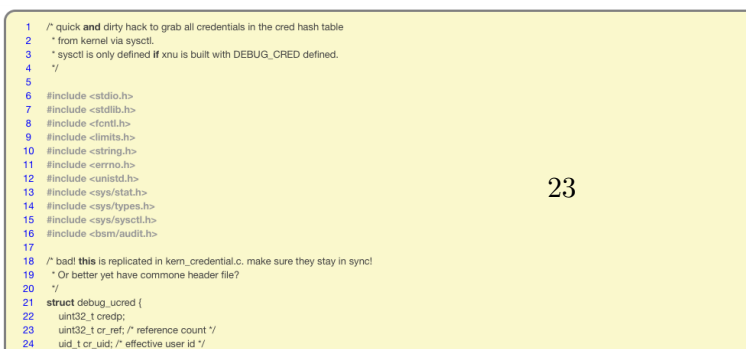 1 /* quick and dirty hack to grab all credentials in the cred hash table
2 * from kernel via sysctl.
3 * sysctl is only defined if xnu is built with DEBUG_CRED defined.
4 */
5
6 #include <stdio.h>
7 #include <stdlib.h>
8 #include <fcntl.h>
9 #include <limits.h>
10 #include <string.h>
11 #include <errno.h>
12 #include <unistd.h>
13 #include <sys/stat.h>
14 #include <sys/types.h>
15 #include <sys/sysctl.h>
16 #include <bsm/audit.h>
17
18 /* bad! this is replicated in kern_credential.c. make sure they stay in sync!
19 * Or better yet have commone header file?
20 */
21 struct debug_ucred {
22 uint32_t credp;
23 uint32_t cr_ref; /* reference count */
24 uid_t cr_uid; /* effective user id */
23